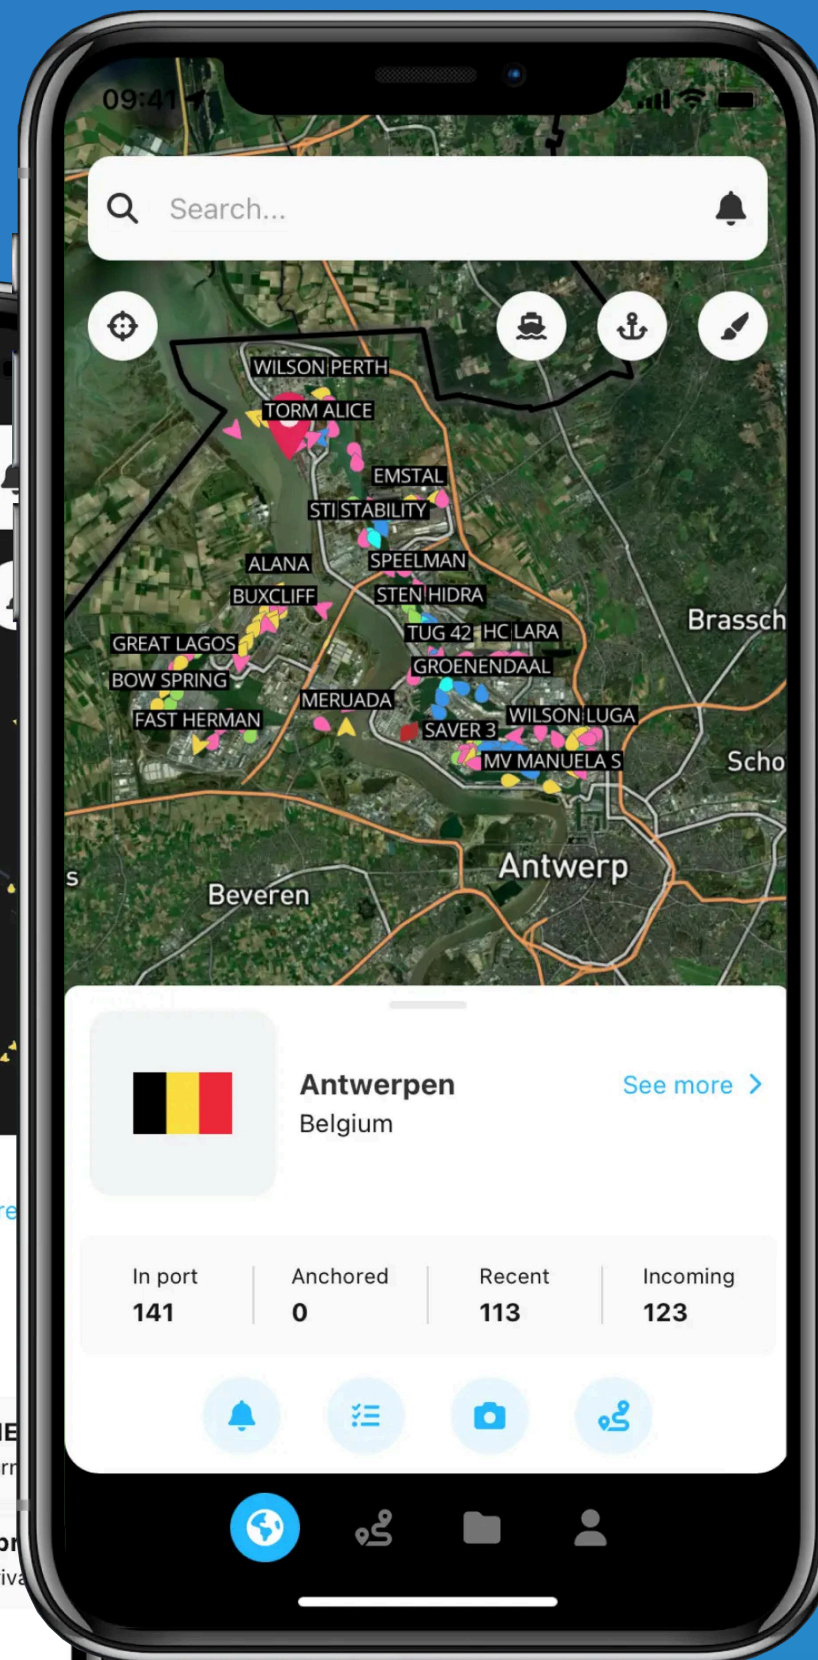 09:41
Search...
WILSON PERTH
TORM ALICE
EMSTAL
STI STABILITY
ALANA
SPEELMAN
BUXCLIFF
STEN HIDRA
Brassch
TUG 42
HC LARA
GREAT LAGOS
GROENENDAAL
BOW SPRING
MERUADA
FAST HERMAN
WILSON LUGA
SAVER 3
MV MANUELA S
Scho
Antwerp
s
Beveren
Antwerpen
See more
Belgium
In port
Anchored
Recent
Incoming
141
0
113
123
re